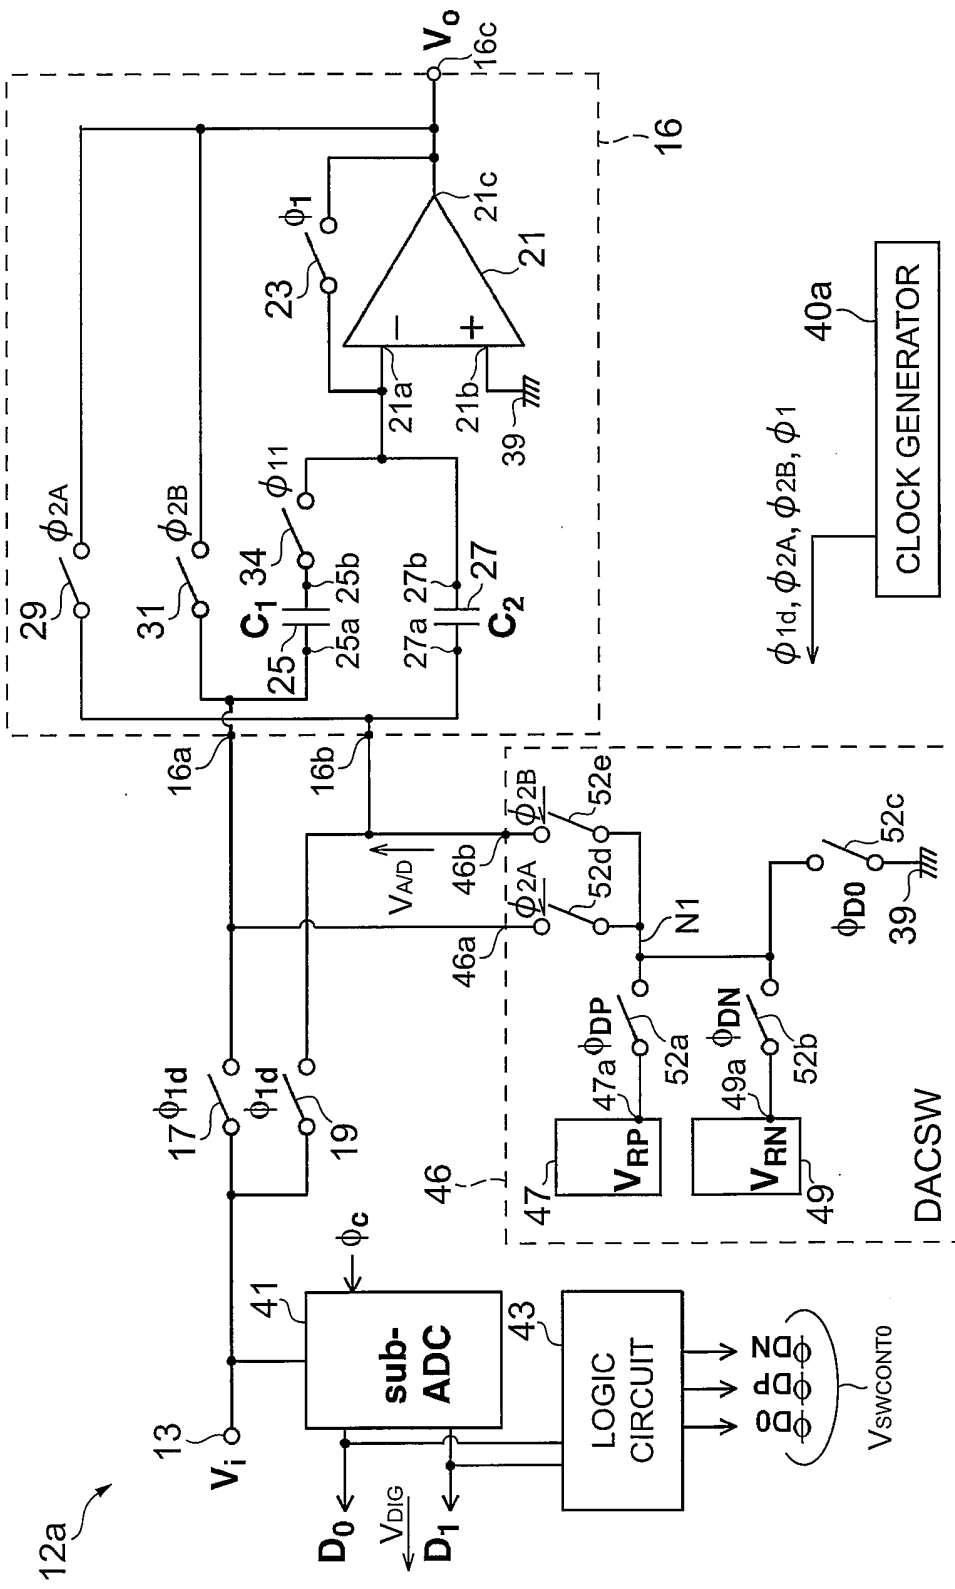 12a
13
Vi
41
sub-
ADC
ϕC
D0
VDIG
D1
43
LOGIC
CIRCUIT
ϕD0
ϕDP
ϕDN
VSWCONT0
17
ϕ1d
19
ϕ1d
VA/D
46
46a
46b
ϕ2A
ϕ2B
52d
52e
N1
47
VRP
47a
ϕDP
52a
49
VRN
49a
ϕDN
52b
ϕD0
52c
39
DACSW
16a
16b
29
ϕ2A
31
ϕ2B
C1
25
25a
25b
34
ϕ11
27a
27b
27
C2
23
ϕ1
21a
21b
−
+
21
21c
39
Vo
16c
16
ϕ1d, ϕ2A, ϕ2B, ϕ1
40a
CLOCK GENERATOR